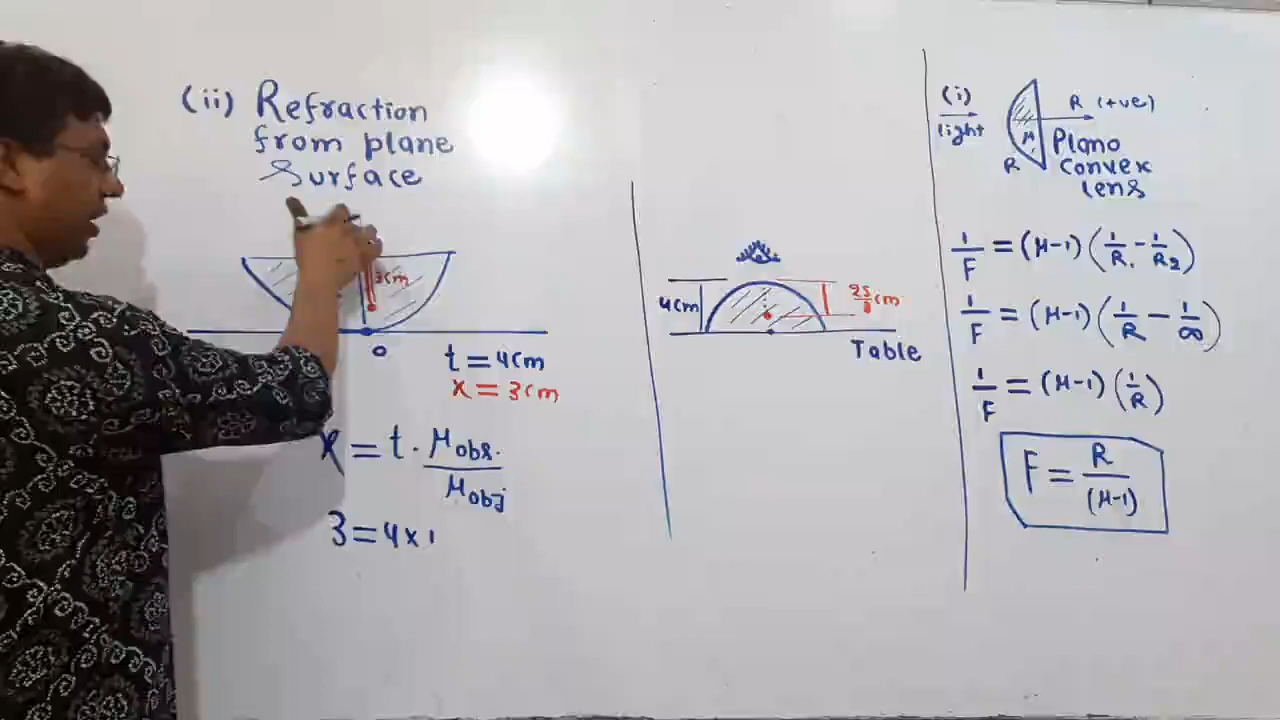 (ii) Refraction
from plane
Surface
3cm
O
t = 4cm
x = 3cm
x = t . μobs.
μobj
3 = 4 × 1
4cm
25/8 cm
Table
(i)
light
R (+ve)
μ
R
Plano
Convex
lens
1/F = (μ-1) (1/R1 - 1/R2)
1/F = (μ-1) (1/R - 1/∞)
1/F = (μ-1) (1/R)
F = R/(μ-1)